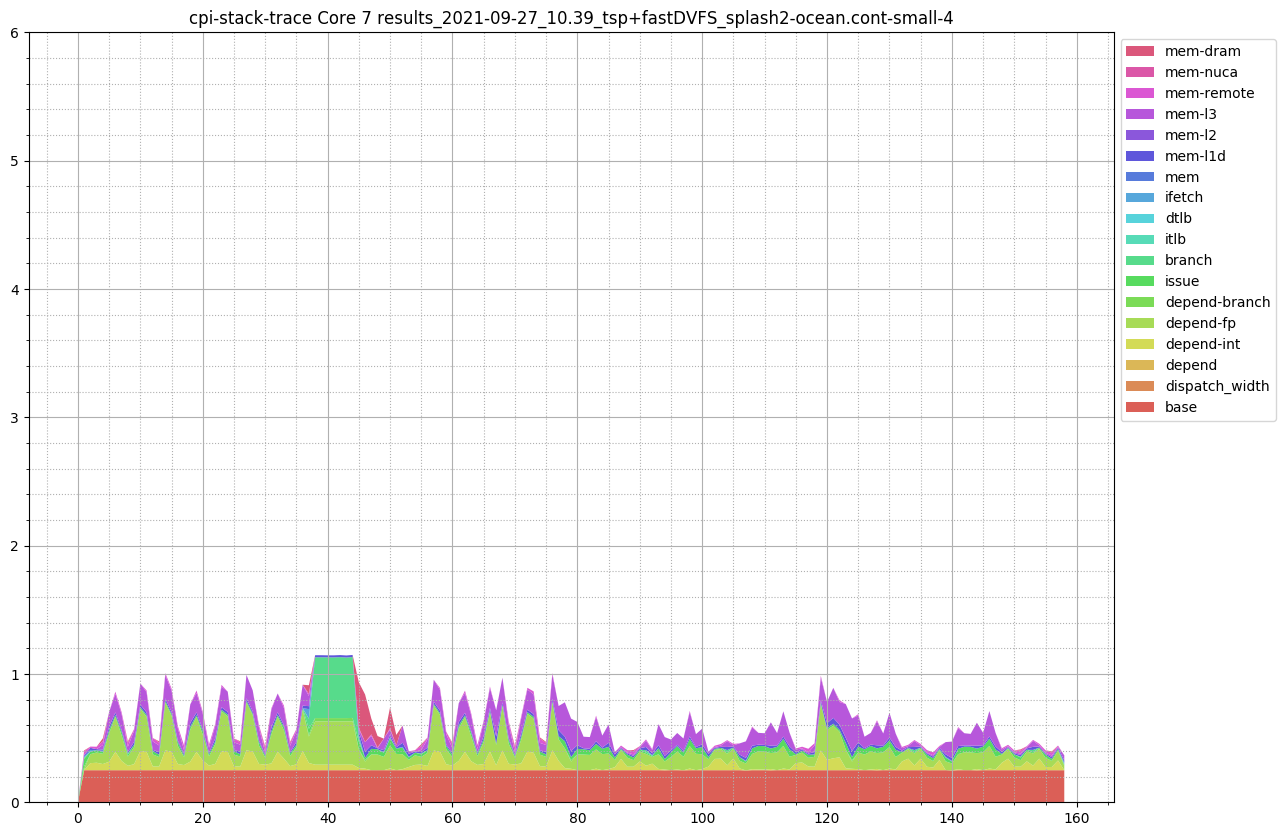 cpi-stack-trace Core 7 results_2021-09-27_10.39_tsp+fastDVFS_splash2-ocean.cont-small-4
6
5
4
3
2
1
0
0 20 40 60 80 100 120 140 160
mem-dram
mem-nuca
mem-remote
mem-l3
mem-l2
mem-l1d
mem
ifetch
dtlb
itlb
branch
issue
depend-branch
depend-fp
depend-int
depend
dispatch_width
base